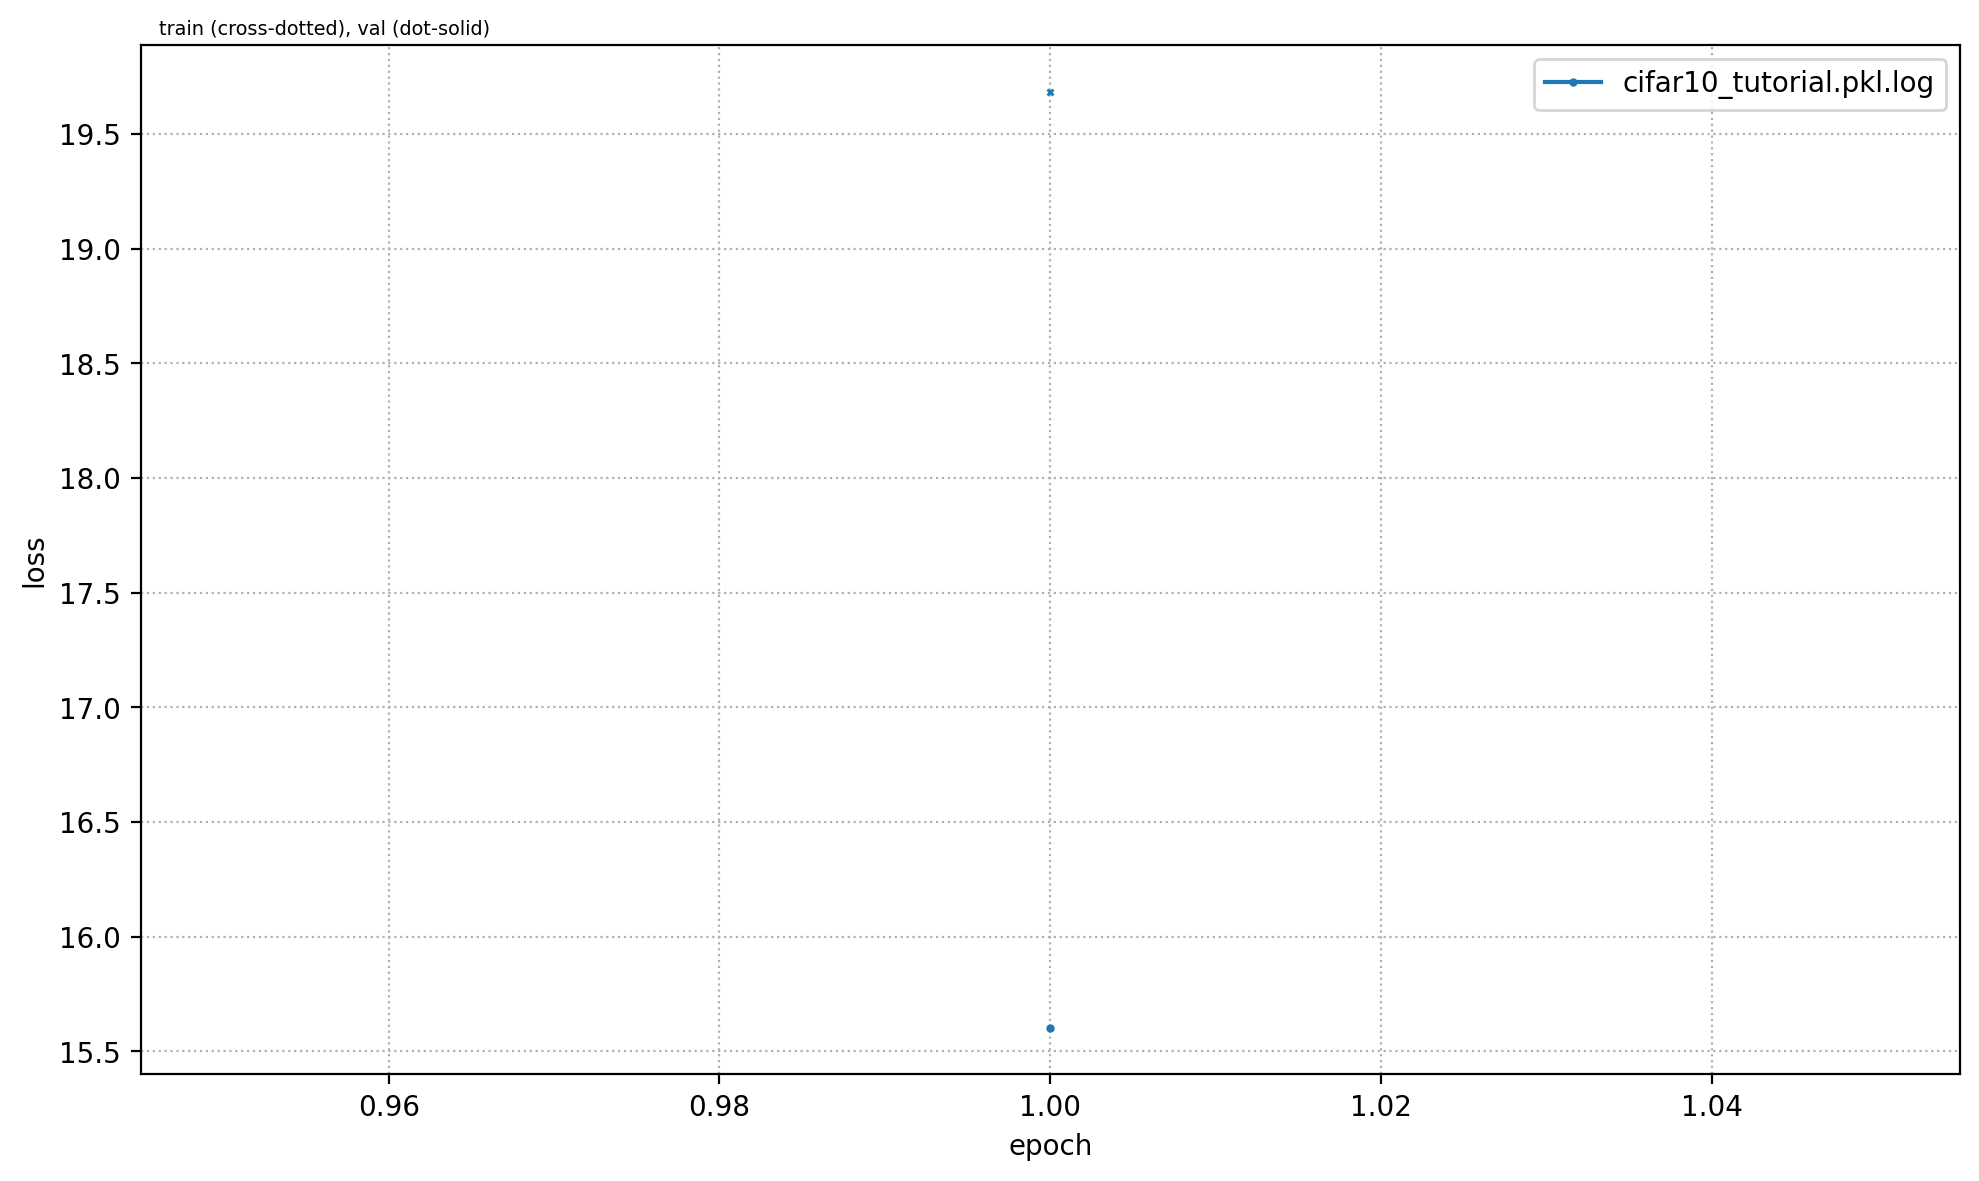 train (cross-dotted), val (dot-solid)
cifar10_tutorial.pkl.log
19.5
19.0
18.5
18.0
17.5
17.0
16.5
16.0
15.5
loss
0.96 0.98 1.00 1.02 1.04
epoch